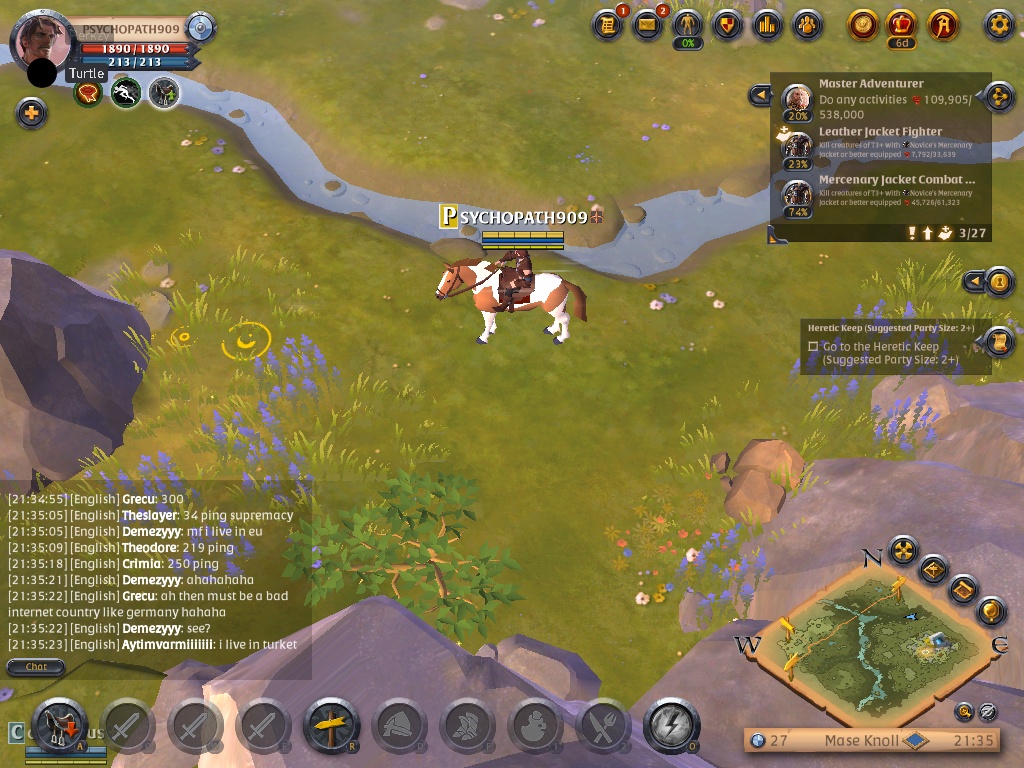 PSYCHOPATH909
1890 / 1890
213 / 213
Turtle
1
2
0%
6d
Master Adventurer
Do any activities 109,905/
538,000
20%
Leather Jacket Fighter
Kill creatures of T3+ with Novice's Mercenary
Jacket or better equipped 7,792/33,639
23%
Mercenary Jacket Combat ...
Kill creatures of T3+ with Novice's Mercenary
Jacket or better equipped 45,726/61,323
74%
3/27
PSYCHOPATH909
Heretic Keep (Suggested Party Size: 2+)
Go to the Heretic Keep
(Suggested Party Size: 2+)
[21:34:55] [English] Grecu: 300
[21:35:05] [English] Theslayer: 34 ping supremacy
[21:35:05] [English] Demezyyy: mf i live in eu
[21:35:09] [English] Theodore: 219 ping
[21:35:18] [English] Crimia: 250 ping
[21:35:21] [English] Demezyyy: ahahahaha
[21:35:22] [English] Grecu: ah then must be a bad
internet country like germany hahaha
[21:35:22] [English] Demezyyy: see?
[21:35:23] [English] Aytimvarmiiiiii: i live in turket
Chat
N
W
E
A
R
O
27 Mase Knoll 21:35